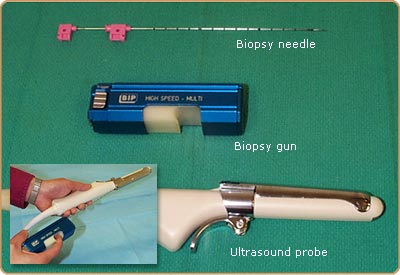 Biopsy needle
BIP
HIGH SPEED - MULTI
Biopsy gun
Ultrasound probe